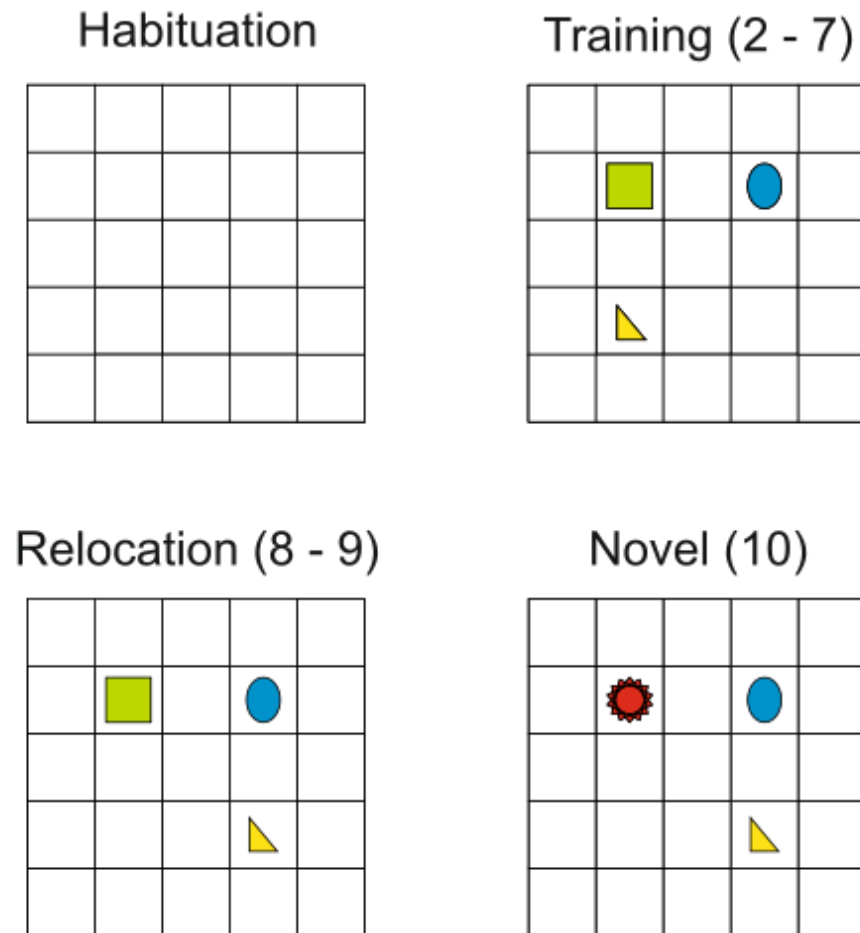 Habituation
Training (2 - 7)
Relocation (8 - 9)
Novel (10)